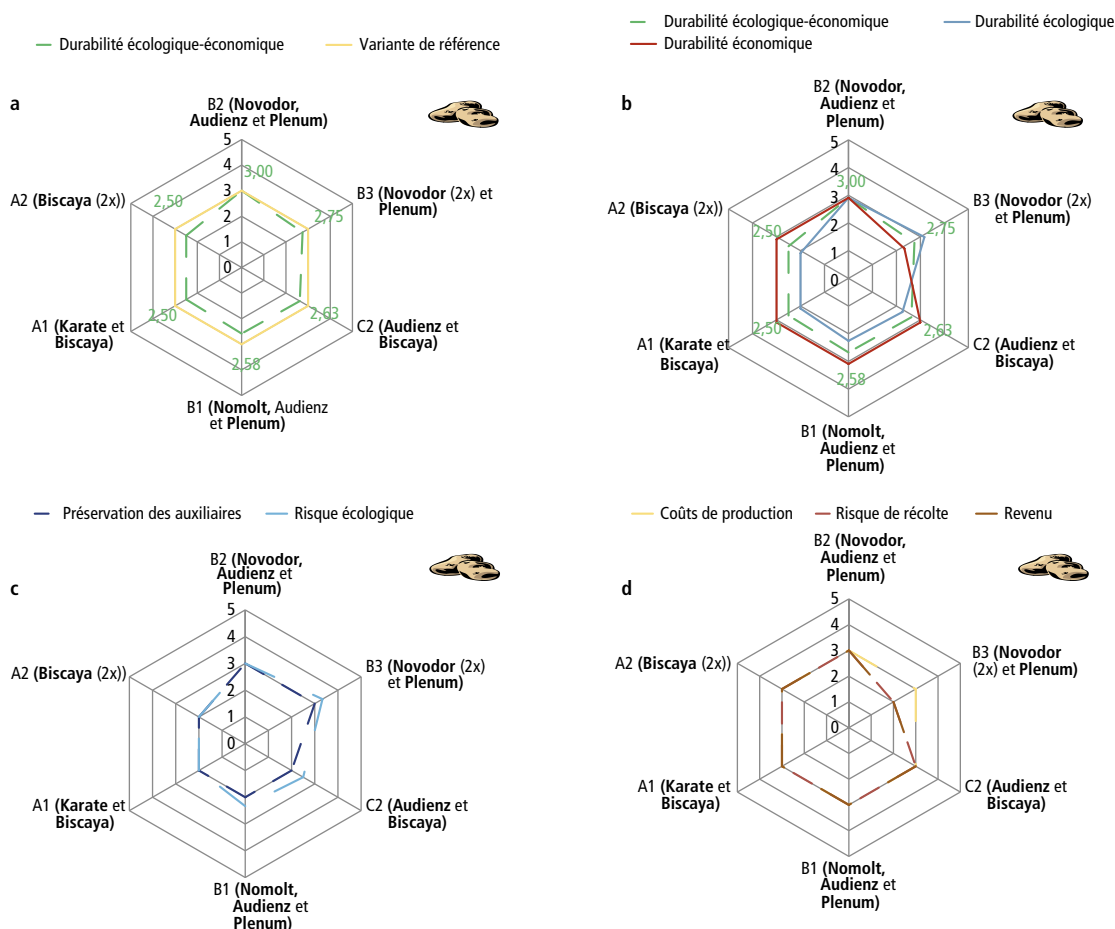 Durabilité écologique-économique
Variante de référence
a
B2 (Novodor,
Audienz et Plenum)
5
4
3
2
1
0
3,00
2,75
2,63
2,58
2,50
2,50
B3 (Novodor (2x) et
Plenum)
C2 (Audienz et
Biscaya)
B1 (Nomolt, Audienz
et Plenum)
A1 (Karate et
Biscaya)
A2 (Biscaya (2x))
Durabilité écologique-économique
Durabilité écologique
Durabilité économique
b
B2 (Novodor,
Audienz et
Plenum)
5
4
3
2
1
0
3,00
2,75
2,63
2,58
2,50
2,50
B3 (Novodor (2x)
et Plenum)
C2 (Audienz et
Biscaya)
B1 (Nomolt,
Audienz et
Plenum)
A1 (Karate et
Biscaya)
A2 (Biscaya (2x))
Préservation des auxiliaires
Risque écologique
c
B2 (Novodor,
Audienz et
Plenum)
5
4
3
2
1
0
B3 (Novodor (2x)
et Plenum)
C2 (Audienz et
Biscaya)
B1 (Nomolt,
Audienz et
Plenum)
A1 (Karate et
Biscaya)
A2 (Biscaya (2x))
Coûts de production
Risque de récolte
Revenu
d
B2 (Novodor,
Audienz et
Plenum)
5
4
3
2
1
0
B3 (Novodor
(2x) et Plenum)
C2 (Audienz et
Biscaya)
B1 (Nomolt,
Audienz et
Plenum)
A1 (Karate et
Biscaya)
A2 (Biscaya (2x))